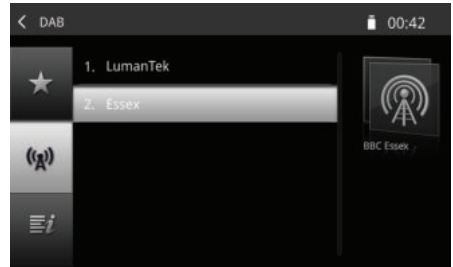 DAB 00:42
1. LumanTek
2. Essex
BBC Essex
i